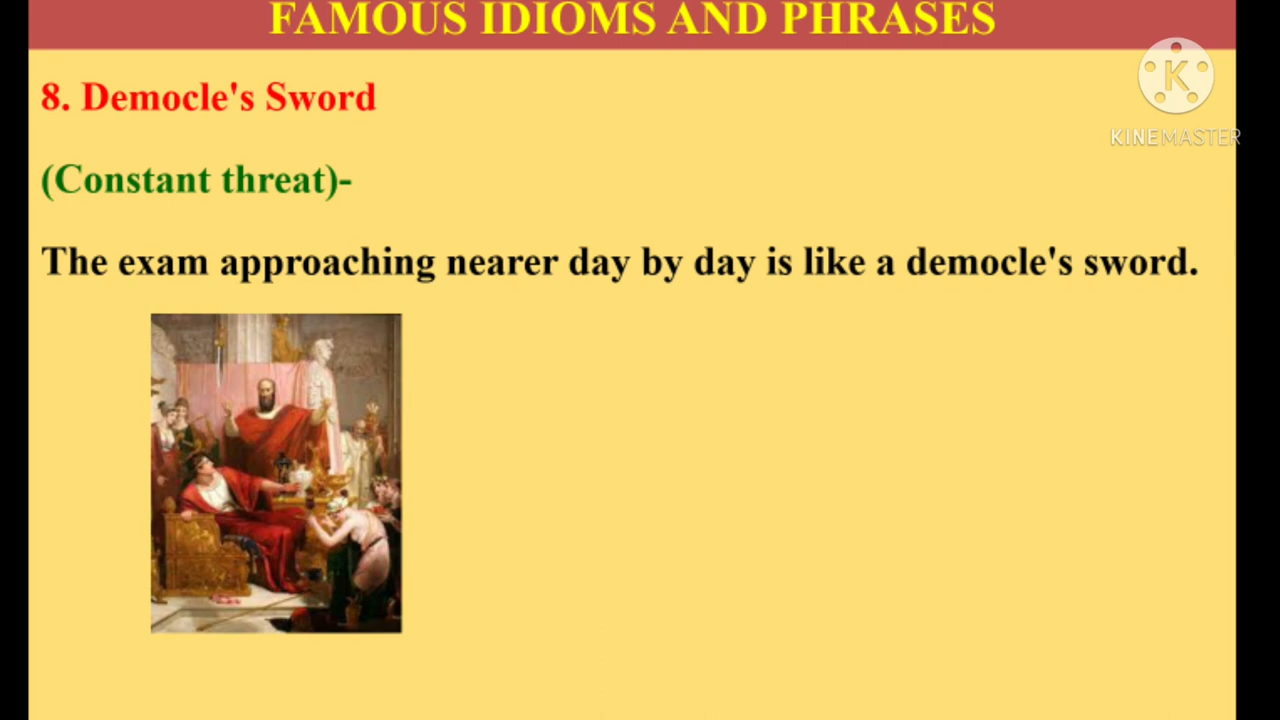 FAMOUS IDIOMS AND PHRASES
8. Democle's Sword
K
KINEMASTER
(Constant threat)-
The exam approaching nearer day by day is like a democle's sword.